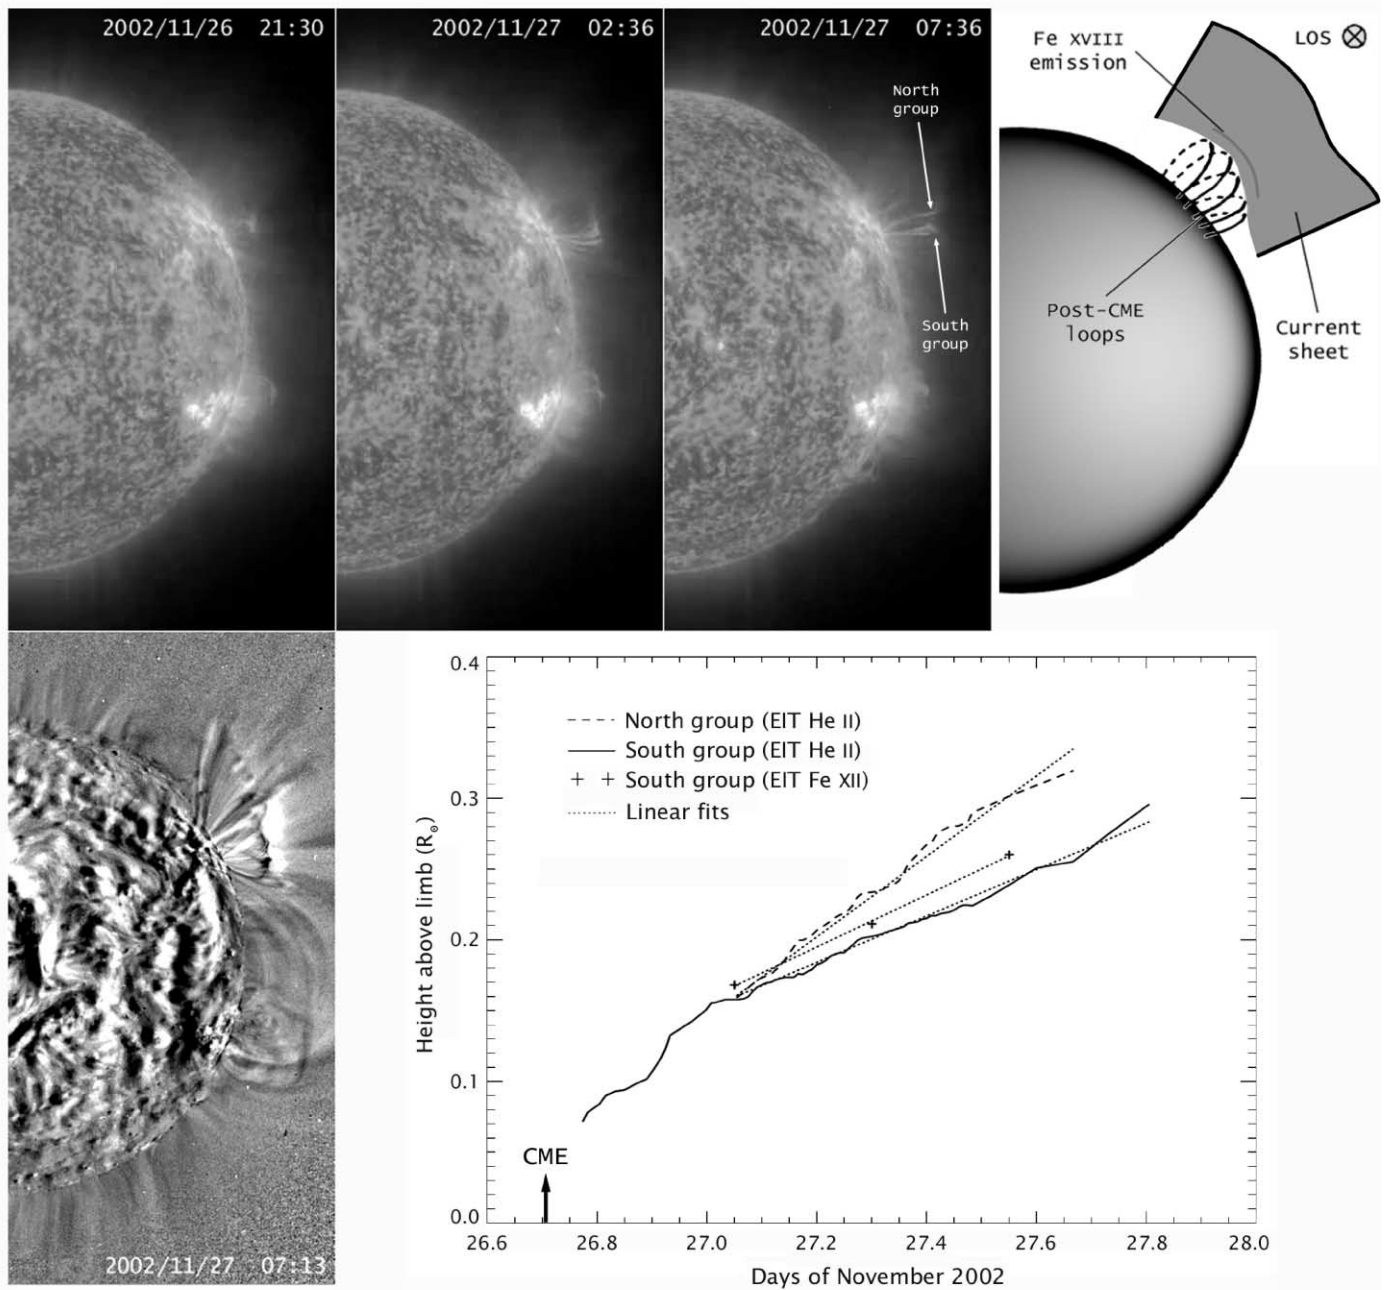 2002/11/26 21:30
2002/11/27 02:36
2002/11/27 07:36
North
group
South
group
Fe XVIII
emission
LOS
Post-CME
loops
Current
sheet
2002/11/27 07:13
0.4
0.3
0.2
0.1
0.0
Height above limb (R⊙)
North group (EIT He II)
South group (EIT He II)
+ + South group (EIT Fe XII)
Linear fits
CME
26.6 26.8 27.0 27.2 27.4 27.6 27.8 28.0
Days of November 2002